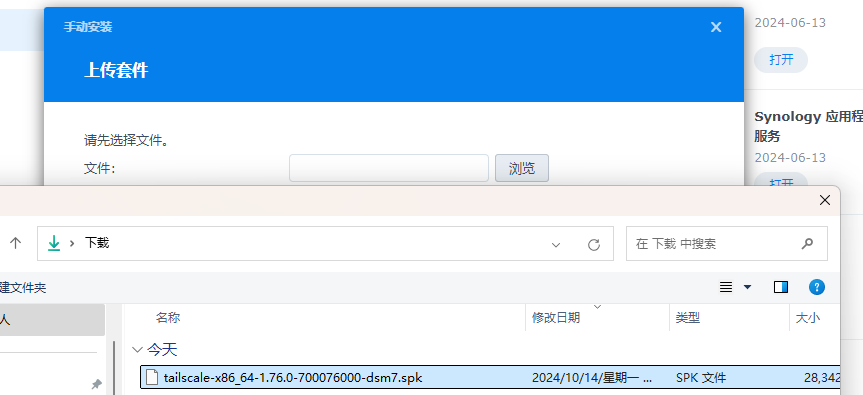 2024-06-13
手动安装
打开
上传套件
Synology 应用程
服务
请先选择文件。
2024-06-13
文件:
浏览
打开
下载
在 下载 中搜索
建文件夹
人
名称
修改日期
类型
大小
今天
tailscale-x86_64-1.76.0-700076000-dsm7.spk
2024/10/14/星期一 ...
SPK 文件
28,342